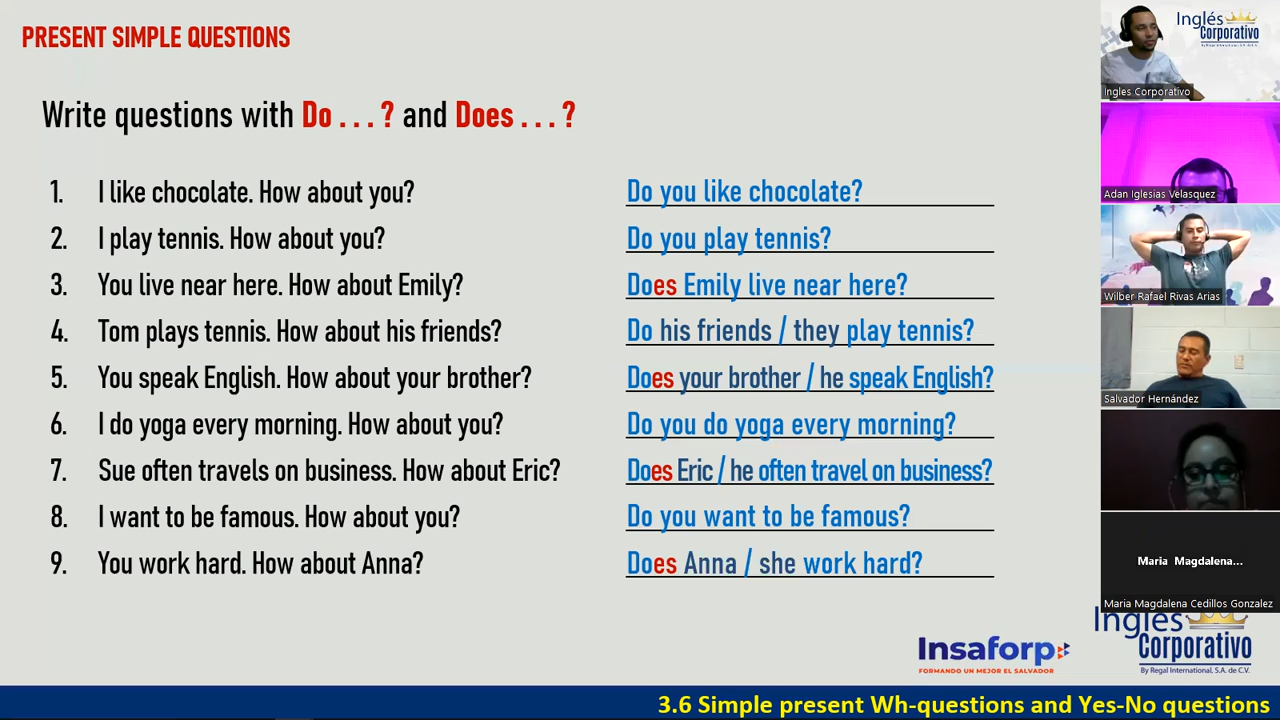 PRESENT SIMPLE QUESTIONS
Write questions with Do . . . ? and Does . . . ?
1. I like chocolate. How about you? Do you like chocolate?
2. I play tennis. How about you? Do you play tennis?
3. You live near here. How about Emily? Does Emily live near here?
4. Tom plays tennis. How about his friends? Do his friends / they play tennis?
5. You speak English. How about your brother? Does your brother / he speak English?
6. I do yoga every morning. How about you? Do you do yoga every morning?
7. Sue often travels on business. How about Eric? Does Eric / he often travel on business?
8. I want to be famous. How about you? Do you want to be famous?
9. You work hard. How about Anna? Does Anna / she work hard?
Inglés
Corporativo
By Regal International, S.A. de C.V.
Ingles Corporativo
Adan Iglesias Velasquez
Wilber Rafael Rivas Arias
Salvador Hernández
Maria Magdalena...
Maria Magdalena Cedillos Gonzalez
Insaforp
FORMANDO UN MEJOR EL SALVADOR
Inglés
Corporativo
By Regal International, S.A. de C.V.
3.6 Simple present Wh-questions and Yes-No questions